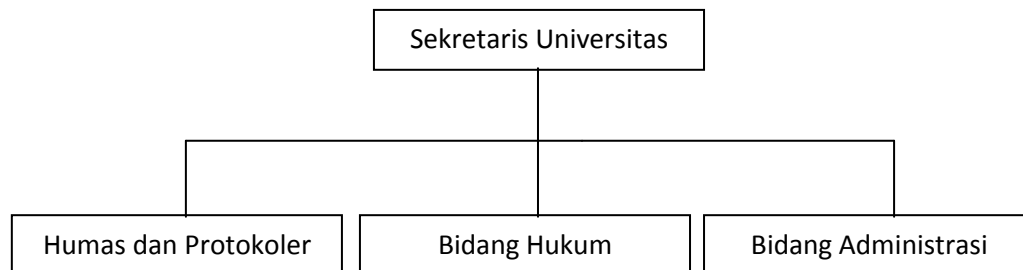 Sekretaris Universitas
Humas dan Protokoler
Bidang Hukum
Bidang Administrasi